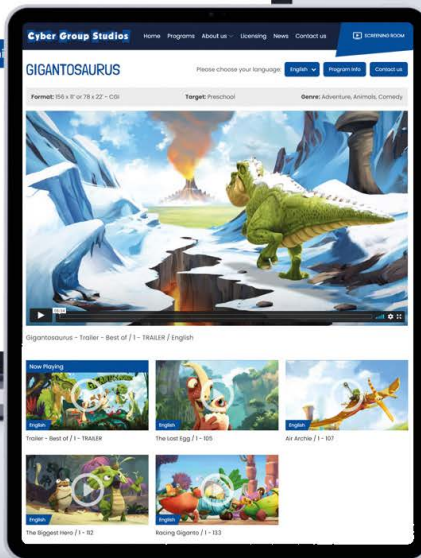 Cyber Group Studios
Home Programs About us Licensing News Contact us
SCREENING ROOM
GIGANTOSAURUS
Please choose your language: English Program Info Contact us
Format: 156 x 11' or 78 x 22' - CGI Target: Preschool Genre: Adventure, Animals, Comedy
Gigantosaurus - Trailer - Best of / 1 - TRAILER / English
Now Playing
English English English
Trailer - Best of / 1 - TRAILER The Lost Egg / 1 - 105 Air Archie / 1 - 107
English English
The Biggest Hero / 1 - 112 Racing Giganto / 1 - 133